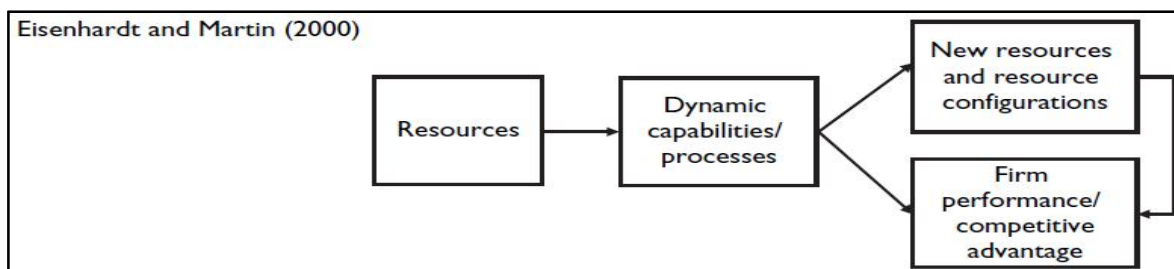 Eisenhardt and Martin (2000)
Resources
Dynamic
capabilities/
processes
New resources
and resource
configurations
Firm
performance/
competitive
advantage